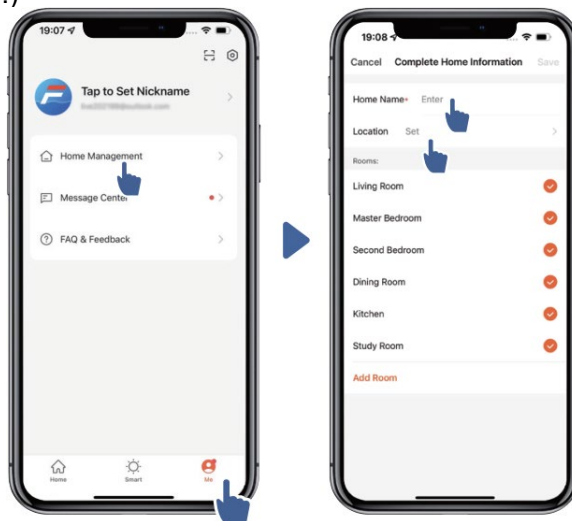 .)
19:07
Tap to Set Nickname
Home Management
Message Center
FAQ & Feedback
Home
Smart
Me
19:08
Cancel Complete Home Information Save
Home Name* Enter
Location Set
Rooms:
Living Room
Master Bedroom
Second Bedroom
Dining Room
Kitchen
Study Room
Add Room